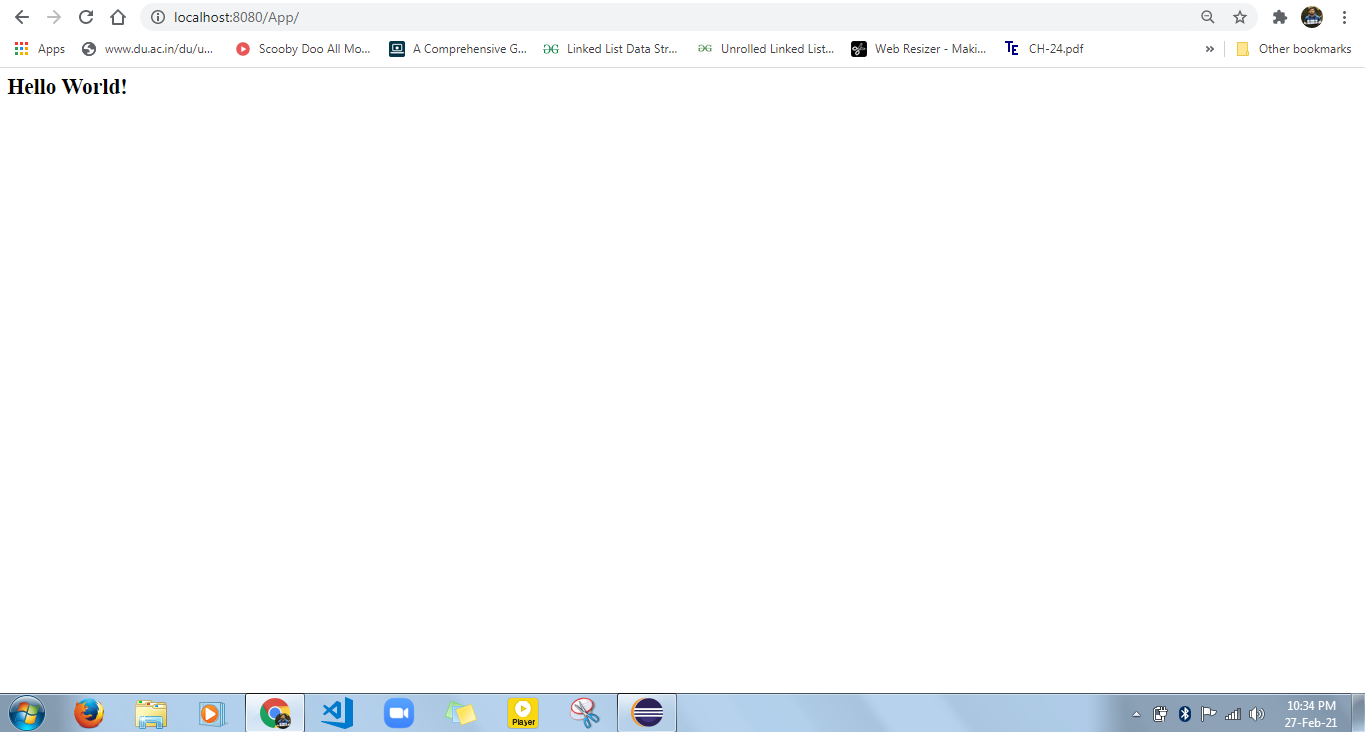 localhost:8080/App/
Apps www.du.ac.in/du/u... Scooby Doo All Mo... A Comprehensive G... Linked List Data Str... Unrolled Linked List... Web Resizer - Maki... TE CH-24.pdf » Other bookmarks
Hello World!
Player
10:34 PM
27-Feb-21